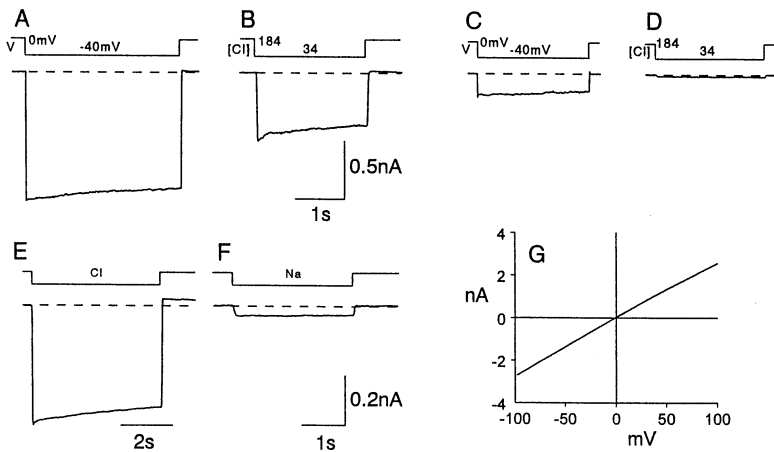 A
V 0mV -40mV
B
[Cl] 184 34
0.5nA
1s
C
V 0mV -40mV
D
[Cl] 184 34
E
Cl
2s
F
Na
0.2nA
1s
G
nA
4
2
0
-2
-4
-100 -50 0 50 100
mV